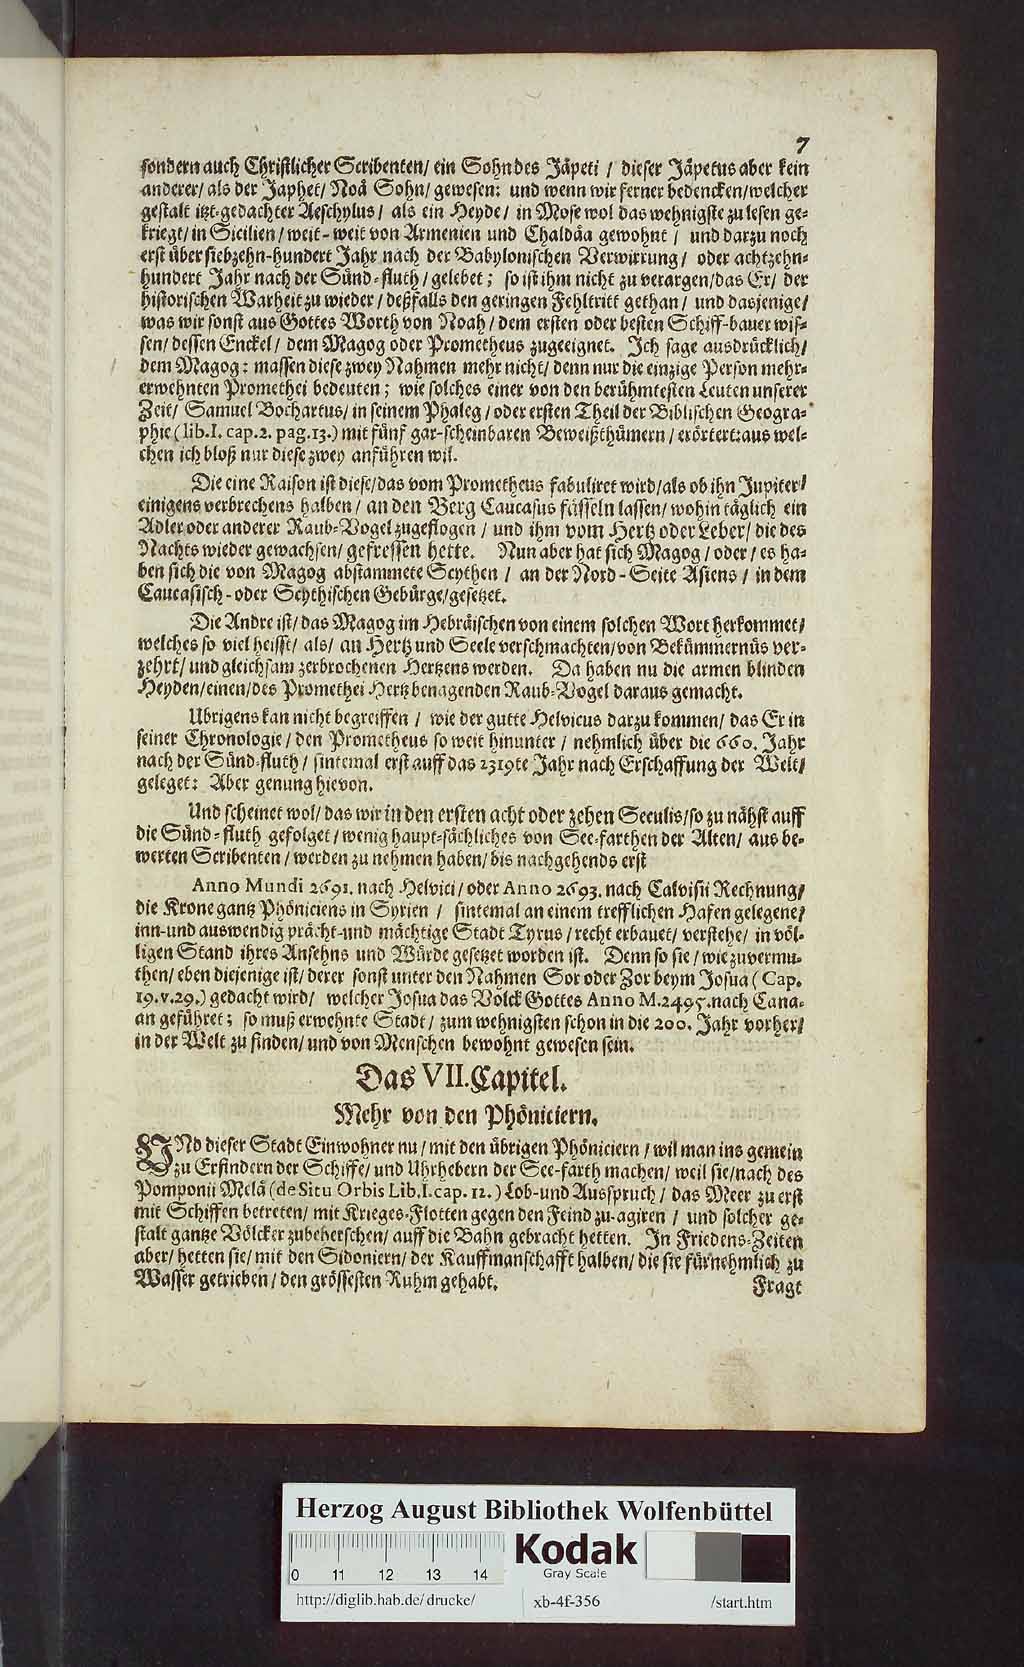 7
sondern auch Christlicher Scribenten/ ein Sohn des Jäpeti / dieser Jäpetus aber kein
anderer/ als der Japhet/ Noä Sohn/ gewesen: und wenn wir ferner bedencken/ welcher
gestalt itzt-gedachter Aeschylus / als ein Heyde / in Mose wol das wehnigste zu lesen ge-
kriegt/ in Sicilien / weit-weit von Armenien und Chaldäa gewohnt / und darzu noch
erst über siebzehn-hundert Jahr nach der Babylonischen Verwirrung / oder achtzehn-
hundert Jahr nach der Sünd-fluth / gelebet; so ist ihm nicht zu verargen/ das Er/ der
historischen Warheit zu wieder / deßfalls den geringen Fehltritt gethan / und dasjenige/
was wir sonst aus Gottes Worth von Noah / dem ersten oder besten Schiff-bauer wis-
sen/ dessen Enckel / dem Magog oder Prometheus zugeeignet. Ich sage ausdrücklich/
dem Magog: massen diese zwey Nahmen mehr nicht/ denn nur die einzige Person mehr-
erwehnten Promethei bedeuten; wie solches einer von den berühmtesten Leuten unserer
Zeit/ Samuel Bochartus/ in seinem Phaleg / oder ersten Theil der Biblischen Geogra-
phie (lib. I. cap. 2. pag. 13.) mit fünf gar-scheinbaren Beweißthümern / erörtert: aus wel-
chen ich bloß nur diese zwey anführen wil.
Die eine Raison ist diese/ das vom Prometheus fabuliret wird/ als ob ihn Jupiter/
einigens verbrechens halben / an den Berg Caucasus fässeln lassen/ wohin täglich ein
Adler oder anderer Raub-Vogel zugeflogen / und ihm vom Hertz oder Leber/ die des
Nachts wieder gewachsen/ gefressen hette. Nun aber hat sich Magog / oder / es ha-
ben sich die von Magog abstammete Scythen / an der Nord-Seite Asiens / in dem
Caucasisch- oder Scythischen Gebürge/ gesetzet.
Die Andre ist/ das Magog im Hebräischen von einem solchen Wort herkommet/
welches so viel heisst/ als/ an Hertz und Seele verschmachten/ von Bekümmernüs ver-
zehrt/ und gleichsam zerbrochenen Hertzens werden. Da haben nu die armen blinden
Heyden/ einen/ des Promethei Hertz benagenden Raub-Vogel daraus gemacht.
Ubrigens kan nicht begreiffen / wie der gutte Helvicus darzu kommen/ das Er in
seiner Chronologie / den Prometheus so weit hinunter / nehmlich über die 660. Jahr
nach der Sünd-fluth / sintemal erst auff das 2319te Jahr nach Erschaffung der Welt/
geleget: Aber genung hievon.
Und scheinet wol/ das wir in den ersten acht oder zehen Seculis/ so zu nähst auff
die Sünd-fluth gefolget / wenig haupt-sächliches von See-farthen der Alten/ aus be-
werten Scribenten / werden zu nehmen haben/ bis nachgehends erst
Anno Mundi 2691. nach Helvici / oder Anno 2693. nach Calvisii Rechnung/
die Krone gantz Phöniciens in Syrien / sintemal an einem trefflichen Hafen gelegene/
inn-und auswendig prächt-und mächtige Stadt Tyrus / recht erbauet/ verstehe/ in völ-
ligen Stand ihres Ansehns und Würde gesetzet worden ist. Denn so sie / wie zuvermu-
then/ eben diejenige ist/ derer sonst unter den Nahmen Sor oder Zor beym Josua (Cap.
19. v. 29.) gedacht wird/ welcher Josua das Volck Gottes Anno M. 2495. nach Cana-
an geführet; so muß erwehnte Stadt / zum wehnigsten schon in die 200. Jahr vorher/
in der Welt zu finden/ und von Menschen bewohnt gewesen sein.
Das VII. Capitel.
Mehr von den Phöniciern.
UNd dieser Stadt Einwohner nu / mit den übrigen Phöniciern / wil man ins gemein
zu Erfindern der Schiffe/ und Uhrhebern der See-farth machen/ weil sie/ nach des
Pomponii Melä (de Situ Orbis Lib. I. cap. 12.) Lob-und Ausspruch / das Meer zu erst
mit Schiffen betreten/ mit Krieges-Flotten gegen den Feind zu-agiren / und solcher ge-
stalt gantze Völcker zubeherschen/ auff die Bahn gebracht hetten. In Friedens-Zeiten
aber/ hetten sie/ mit den Sidoniern/ der Kauffmanschafft halben/ die sie fürnehmlich zu
Wasser getrieben / den grössesten Ruhm gehabt.
Fragt
Herzog August Bibliothek Wolfenbüttel
0 11 12 13 14
Kodak
Gray Scale
http://diglib.hab.de/drucke/ xb-4f-356 /start.htm